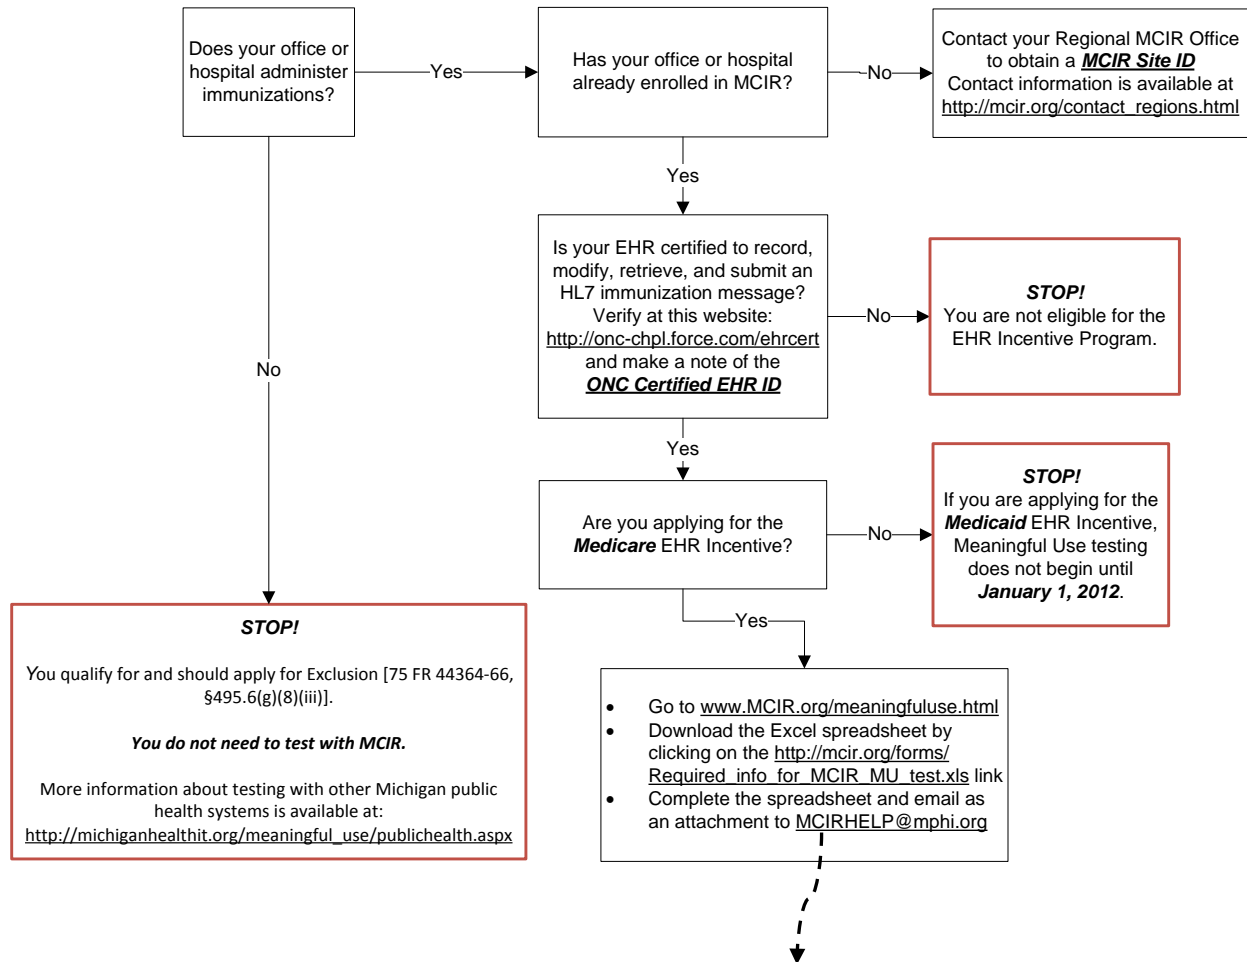 Does your office or
hospital administer
immunizations?
Yes
Has your office or hospital
already enrolled in MCIR?
No
Contact your Regional MCIR Office
to obtain a MCIR Site ID
Contact information is available at
http://mcir.org/contact_regions.html
Yes
Is your EHR certified to record,
modify, retrieve, and submit an
HL7 immunization message?
Verify at this website:
http://onc-chpl.force.com/ehrcert
and make a note of the
ONC Certified EHR ID
No
STOP!
You are not eligible for the
EHR Incentive Program.
No
Yes
Are you applying for the
Medicare EHR Incentive?
No
STOP!
If you are applying for the
Medicaid EHR Incentive,
Meaningful Use testing
does not begin until
January 1, 2012.
Yes
STOP!
You qualify for and should apply for Exclusion [75 FR 44364-66,
§495.6(g)(8)(iii)].
You do not need to test with MCIR.
More information about testing with other Michigan public
health systems is available at:
http://michiganhealthit.org/meaningful_use/publichealth.aspx
• Go to www.MCIR.org/meaningfuluse.html
• Download the Excel spreadsheet by
clicking on the http://mcir.org/forms/
Required_info_for_MCIR_MU_test.xls link
• Complete the spreadsheet and email as
an attachment to MCIRHELP@mphi.org